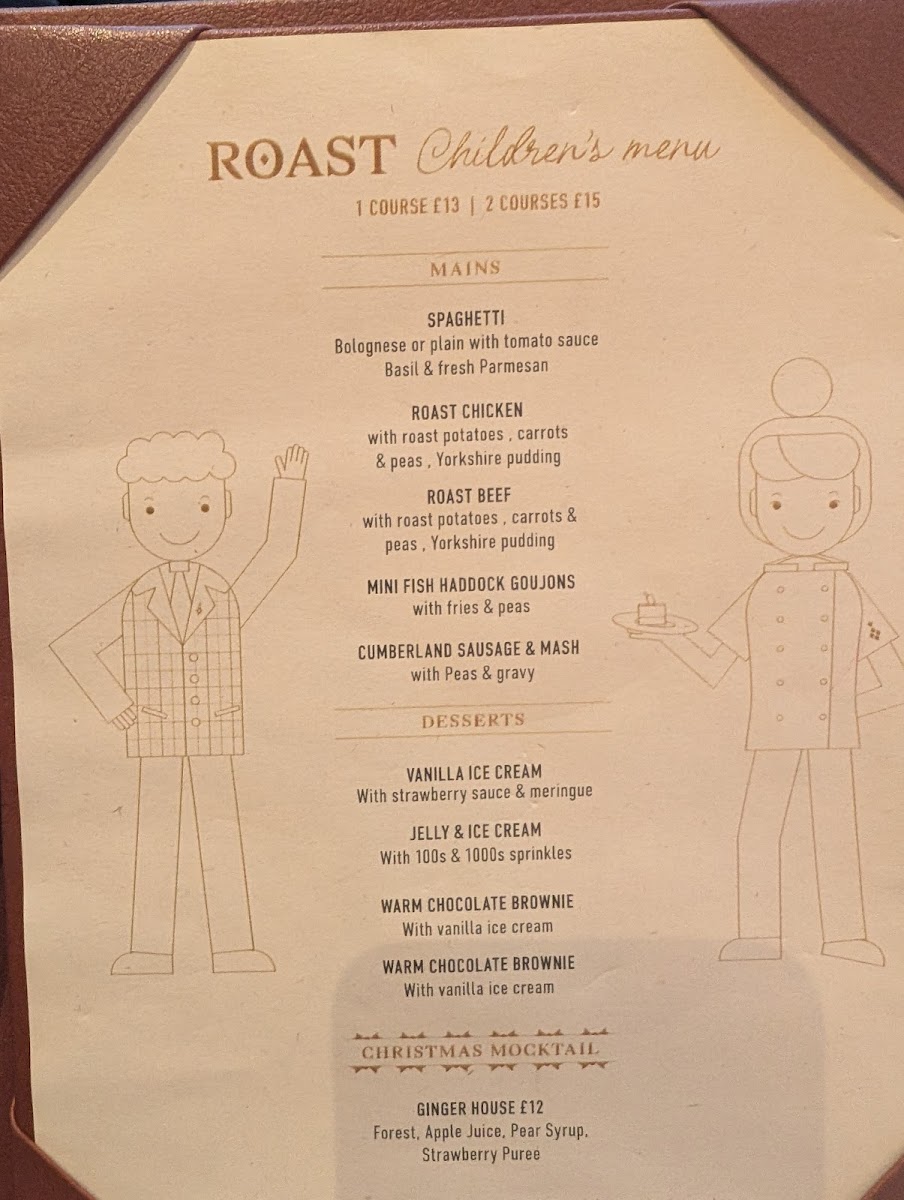 ROAST Children's menu
1 COURSE £13 | 2 COURSES £15
MAINS
SPAGHETTI
Bolognese or plain with tomato sauce
Basil & fresh Parmesan
ROAST CHICKEN
with roast potatoes , carrots
& peas , Yorkshire pudding
ROAST BEEF
with roast potatoes , carrots &
peas , Yorkshire pudding
MINI FISH HADDOCK GOUJONS
with fries & peas
CUMBERLAND SAUSAGE & MASH
with Peas & gravy
DESSERTS
VANILLA ICE CREAM
With strawberry sauce & meringue
JELLY & ICE CREAM
With 100s & 1000s sprinkles
WARM CHOCOLATE BROWNIE
With vanilla ice cream
WARM CHOCOLATE BROWNIE
With vanilla ice cream
CHRISTMAS MOCKTAIL
GINGER HOUSE £12
Forest, Apple Juice, Pear Syrup,
Strawberry Puree